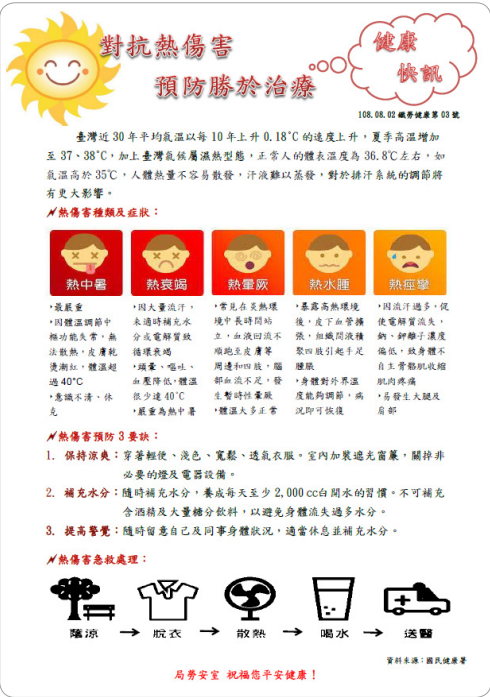 對抗熱傷害
預防勝於治療
健康
快訊
108.08.02 鐵勞健康第 03 號
臺灣近 30 年平均氣溫以每 10 年上升 0.18°C 的速度上升，夏季高溫增加
至 37、38°C，加上臺灣氣候屬濕熱型態，正常人的體表溫度為 36.8℃左右，如
氣溫高於 35℃，人體熱量不容易散發，汗液難以蒸發，對於排汗系統的調節將
有更大影響。
熱傷害種類及症狀：
熱中暑
‧最嚴重
‧因體溫調節中
樞功能失常，無
法散熱，皮膚乾
燙潮紅，體溫超
過 40°C
‧意識不清、休
克
熱衰竭
‧因大量流汗，
未適時補充水
分或電解質致
循環衰竭
‧頭暈、嘔吐、
血壓降低，體溫
低少達 40°C
‧嚴重為熱中暑
熱暈厥
‧常見在炎熱環
境中長時間站
立，血液回流不
順跑至皮膚等
周邊和四肢，腦
部血流不足，發
生暫時性暈厥
‧體溫大多正常
熱水腫
‧暴露高熱環境
後，皮下血管擴
張，組織間液積
聚四肢引起手足
腫脹
‧身體對外界溫
度能夠調節，病
況即可恢復
熱痙攣
‧因流汗過多，促
使電解質流失，
鈉、鉀離子濃度
偏低，致身體不
自主骨骼肌收縮
肌肉疼痛
‧易發生大腿及
肩部
熱傷害預防 3 要訣：
1. 保持涼爽：穿著輕便、淺色、寬鬆、透氣衣服。室內加裝遮光窗簾，關掉非
必要的燈及電器設備。
2. 補充水分：隨時補充水分，養成每天至少 2,000 cc白開水的習慣。不可補充
含酒精及大量糖分飲料，以避免身體流失過多水分。
3. 提高警覺：隨時留意自己及同事身體狀況，適當休息並補充水分。
熱傷害急救處理：
蔭涼 → 脫衣 → 散熱 → 喝水 → 送醫
資料來源：國民健康署
局勞安室 祝福您平安健康！